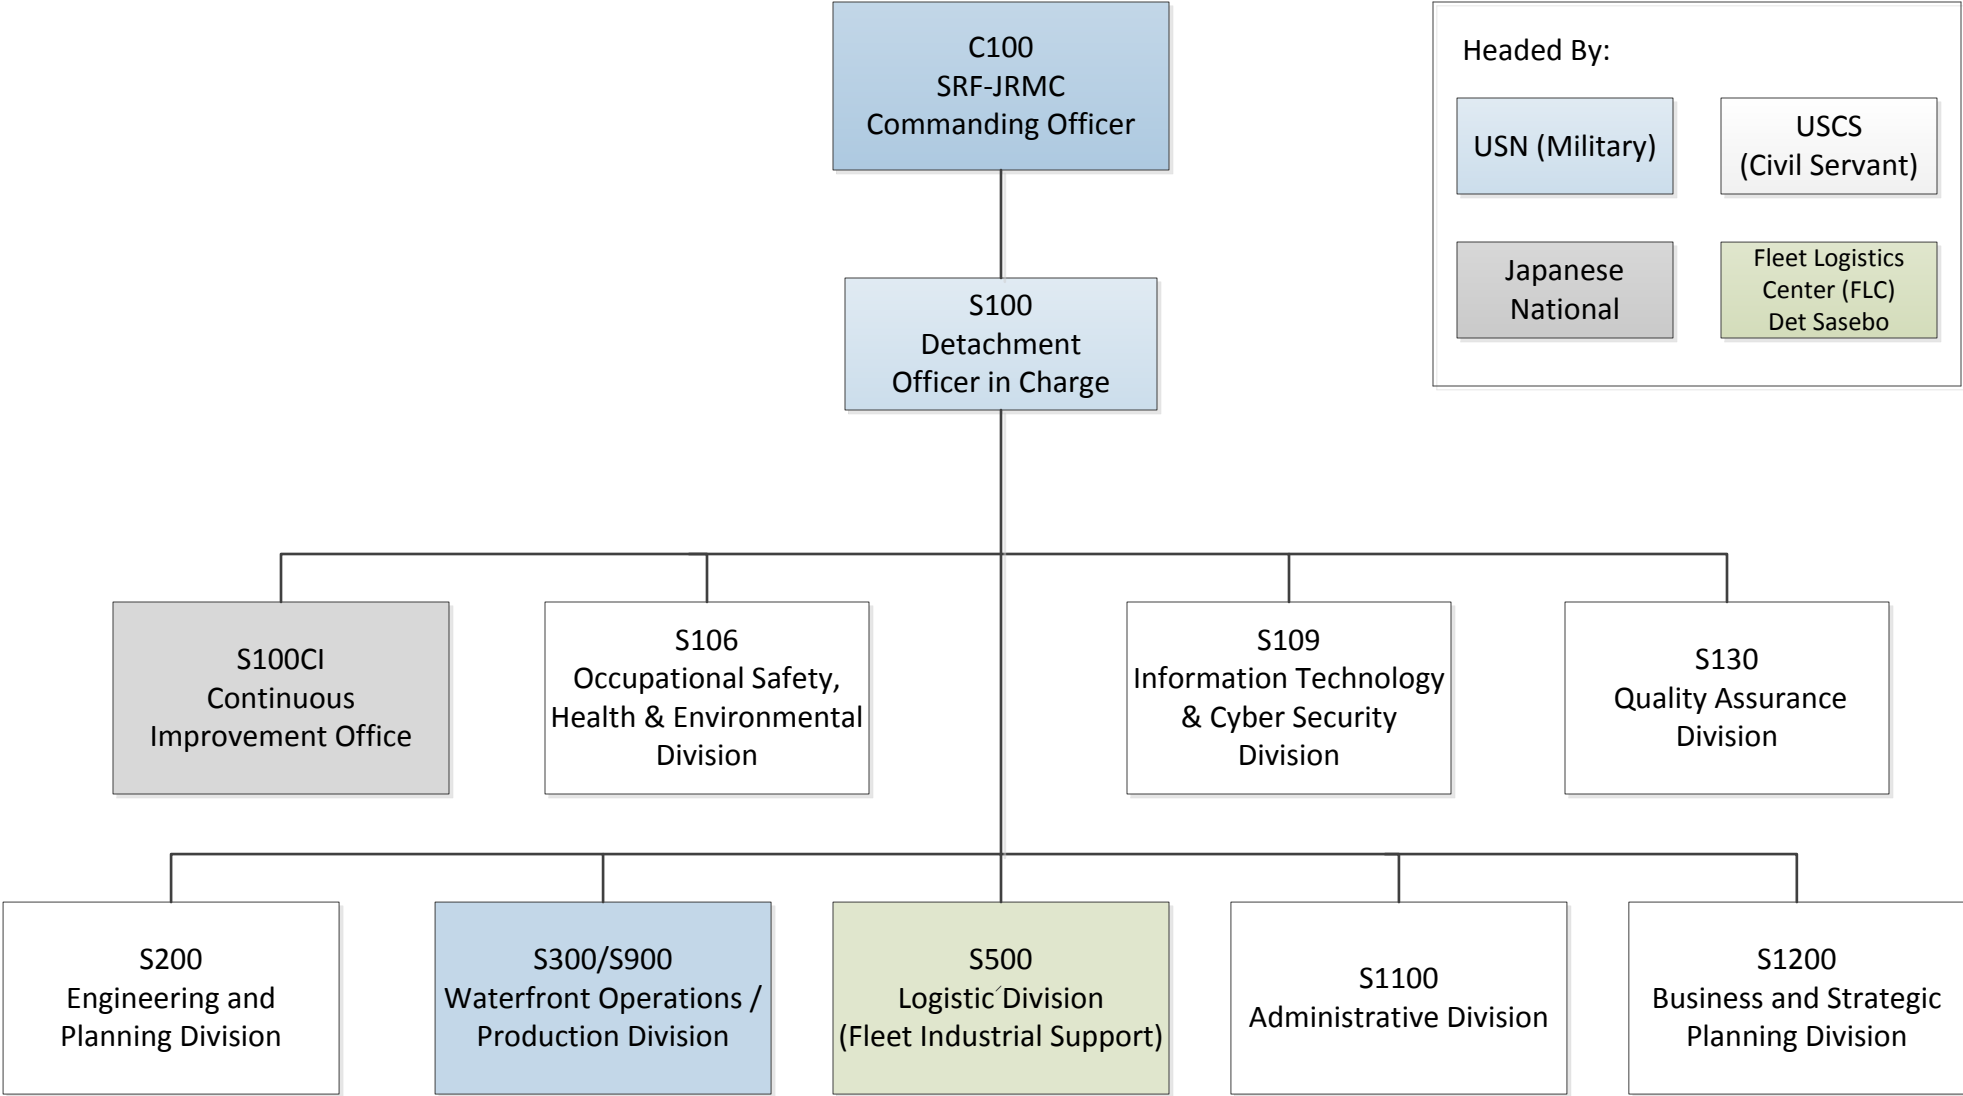 C100
SRF-JRMC
Commanding Officer
Headed By:
USN (Military)
USCS
(Civil Servant)
Japanese
National
Fleet Logistics
Center (FLC)
Det Sasebo
S100
Detachment
Officer in Charge
S100CI
Continuous
Improvement Office
S106
Occupational Safety,
Health & Environmental
Division
S109
Information Technology
& Cyber Security
Division
S130
Quality Assurance
Division
S200
Engineering and
Planning Division
S300/S900
Waterfront Operations /
Production Division
S500
Logistic Division
(Fleet Industrial Support)
S1100
Administrative Division
S1200
Business and Strategic
Planning Division